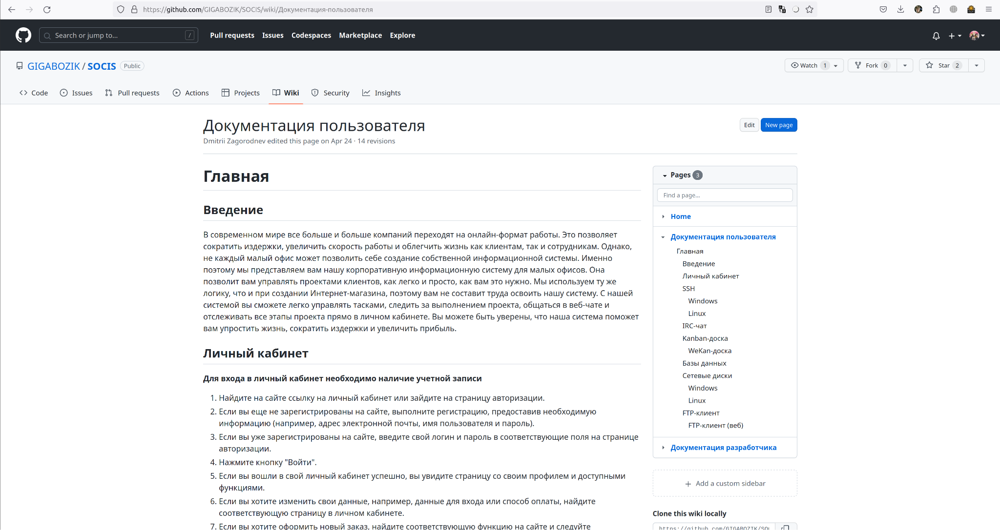 https://github.com/GIGABOZIK/SOCIS/wiki/Документация-пользователя
Search or jump to...
/
Pull requests
Issues
Codespaces
Marketplace
Explore
GIGABOZIK / SOCIS
Public
Watch 1
Fork 0
Star 2
Code
Issues
Pull requests
Actions
Projects
Wiki
Security
Insights
Документация пользователя
Dmitrii Zagorodnev edited this page on Apr 24 · 14 revisions
Edit
New page
Главная
Введение
В современном мире все больше и больше компаний переходят на онлайн-формат работы. Это позволяет
сократить издержки, увеличить скорость работы и облегчить жизнь как клиентам, так и сотрудникам. Однако,
не каждый малый офис может позволить себе создание собственной информационной системы. Именно
поэтому мы представляем вам нашу корпоративную информационную систему для малых офисов. Она
позволит вам управлять проектами клиентов, как легко и просто, как вам это нужно. Мы используем ту же
логику, что и при создании Интернет-магазина, поэтому вам не составит труда освоить нашу систему. С нашей
системой вы сможете легко управлять тасками, следить за выполнением проекта, общаться в веб-чате и
отслеживать все этапы проекта прямо в личном кабинете. Вы можете быть уверены, что наша система поможет
вам упростить жизнь, сократить издержки и увеличить прибыль.
Личный кабинет
Для входа в личный кабинет необходимо наличие учетной записи
1. Найдите на сайте ссылку на личный кабинет или зайдите на страницу авторизации.
2. Если вы еще не зарегистрированы на сайте, выполните регистрацию, предоставив необходимую
информацию (например, адрес электронной почты, имя пользователя и пароль).
3. Если вы уже зарегистрированы на сайте, введите свой логин и пароль в соответствующие поля на странице
авторизации.
4. Нажмите кнопку "Войти".
5. Если вы вошли в свой личный кабинет успешно, вы увидите страницу со своим профилем и доступными
функциями.
6. Если вы хотите изменить свои данные, например, данные для входа или способ оплаты, найдите
соответствующую страницу в личном кабинете.
7. Если вы хотите оформить новый заказ, найдите соответствующую функцию на сайте и следуйте
Pages 3
Find a page...
Home
Документация пользователя
Главная
Введение
Личный кабинет
SSH
Windows
Linux
IRC-чат
Kanban-доска
WeKan-доска
Базы данных
Сетевые диски
Windows
Linux
FTP-клиент
FTP-клиент (веб)
Документация разработчика
Add a custom sidebar
Clone this wiki locally
https://github.com/GIGABOZIK/SOC